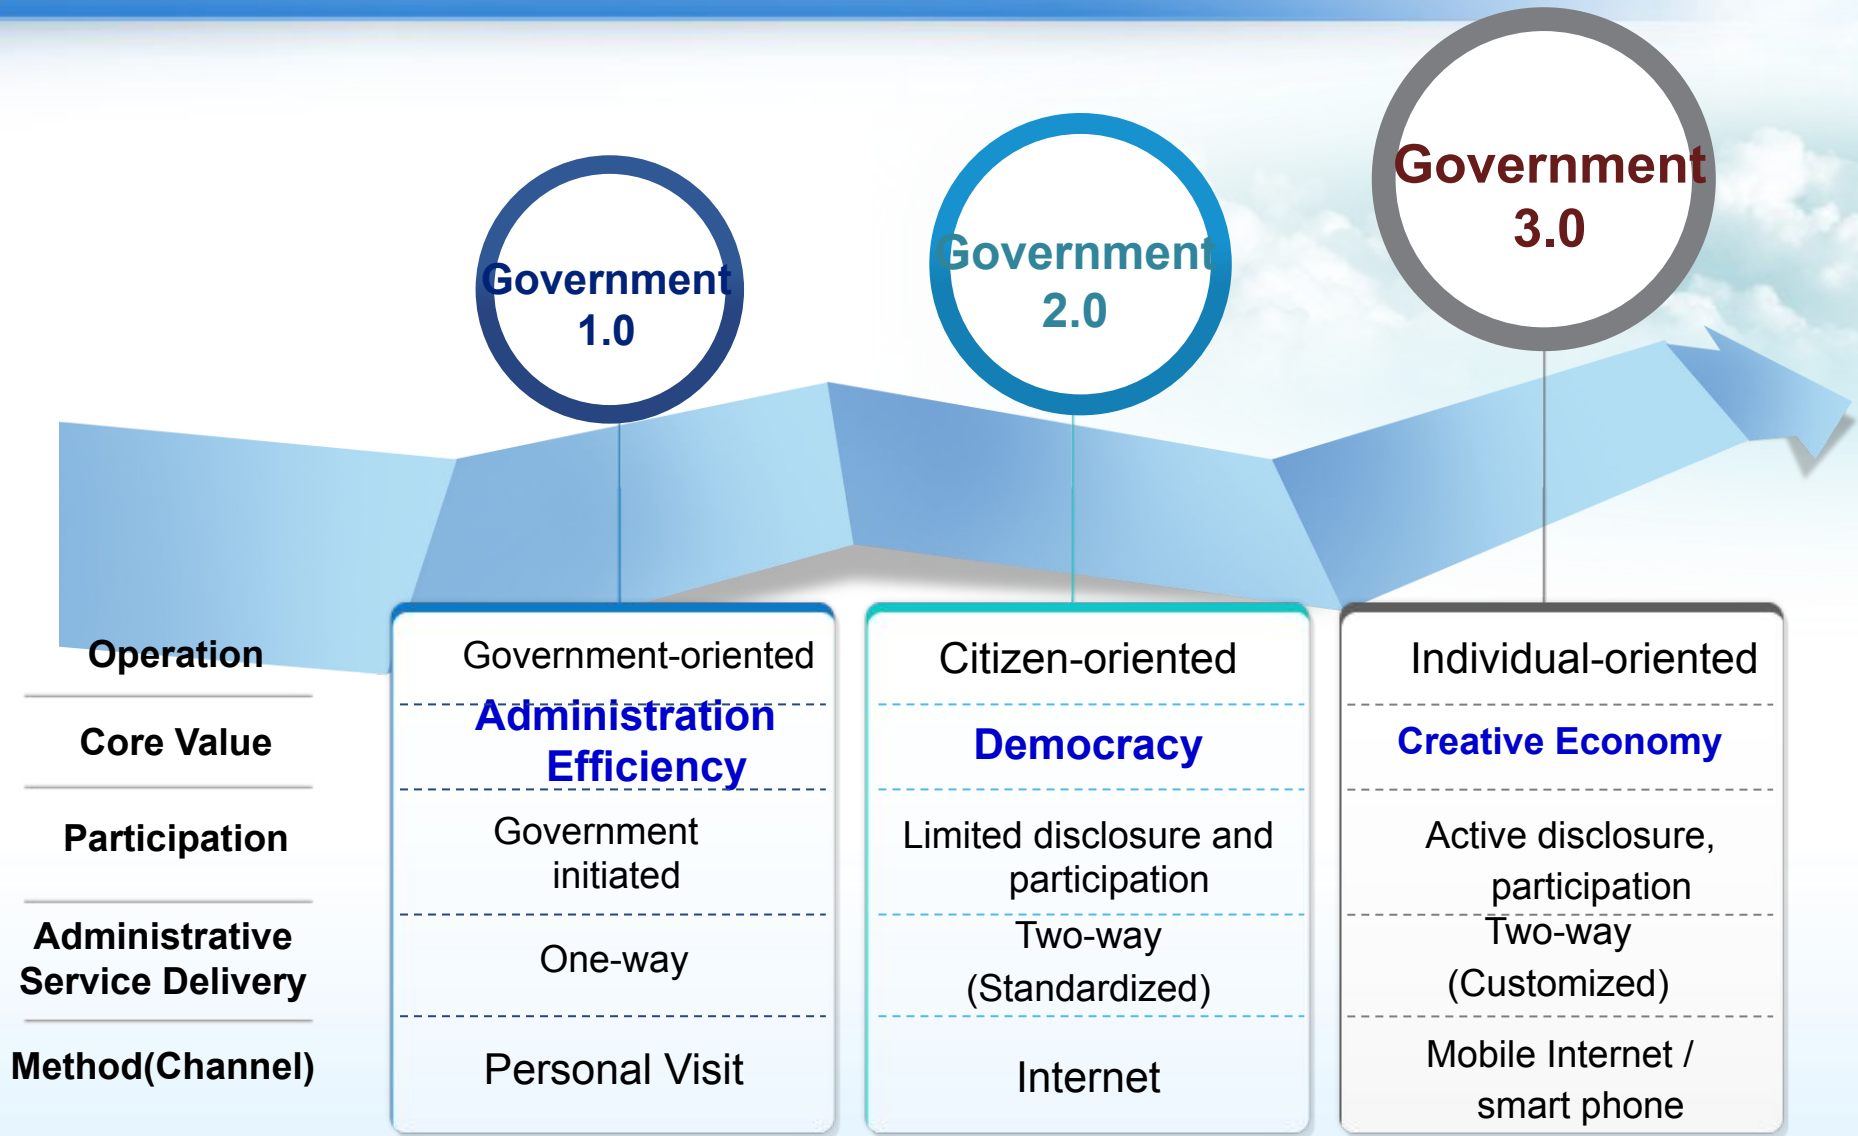 Government
1.0
Government
2.0
Government
3.0
Operation
Government-oriented
Citizen-oriented
Individual-oriented
Core Value
Administration
Efficiency
Democracy
Creative Economy
Participation
Government
initiated
Limited disclosure and
participation
Active disclosure,
participation
Administrative
Service Delivery
One-way
Two-way
(Standardized)
Two-way
(Customized)
Method(Channel)
Personal Visit
Internet
Mobile Internet /
smart phone